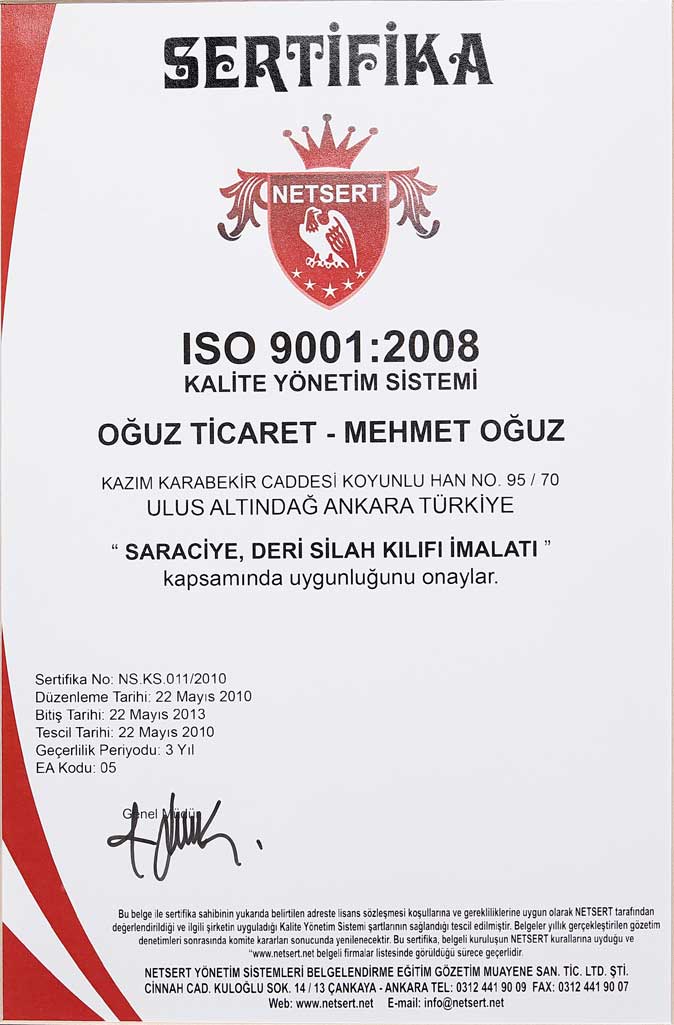 SERTİFİKA
NETSERT
ISO 9001:2008
KALİTE YÖNETİM SİSTEMİ
OĞUZ TİCARET - MEHMET OĞUZ
KAZIM KARABEKİR CADDESİ KOYUNLU HAN NO. 95 / 70
ULUS ALTINDAĞ ANKARA TÜRKİYE
“ SARACİYE, DERİ SİLAH KILIFI İMALATI ”
kapsamında uygunluğunu onaylar.
Sertifika No: NS.KS.011/2010
Düzenleme Tarihi: 22 Mayıs 2010
Bitiş Tarihi: 22 Mayıs 2013
Tescil Tarihi: 22 Mayıs 2010
Geçerlilik Periyodu: 3 Yıl
EA Kodu: 05
Genel Müdür
Bu belge ile sertifika sahibinin yukarıda belirtilen adreste lisans sözleşmesi koşullarına ve gerekliliklerine uygun olarak NETSERT tarafından
değerlendirildiği ve ilgili şirketin uyguladığı Kalite Yönetim Sistemi şartlarının sağlandığı tescil edilmiştir. Belgeler yıllık gerçekleştirilen gözetim
denetimleri sonrasında komite kararları sonucunda yenilenecektir. Bu sertifika, belgeli kuruluşun NETSERT kurallarına uyduğu ve
“www.netsert.net belgeli firmalar listesinde görüldüğü sürece geçerlidir.
NETSERT YÖNETİM SİSTEMLERİ BELGELENDİRME EĞİTİM GÖZETİM MUAYENE SAN. TİC. LTD. ŞTİ.
CİNNAH CAD. KULOĞLU SOK. 14 / 13 ÇANKAYA - ANKARA TEL: 0312 441 90 09 FAX: 0312 441 90 07
Web: www.netsert.net E-mail: info@netsert.net